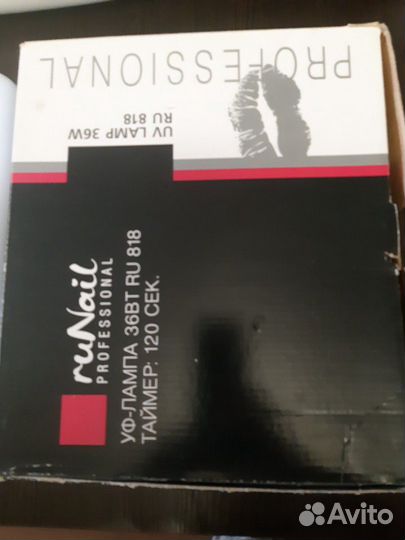 PROFESSIONAL
UV LAMP 36W
RU 818
ruNail
PROFESSIONAL
УФ-ЛАМПА 36ВТ RU 818
ТАЙМЕР: 120 СЕК.
Avito